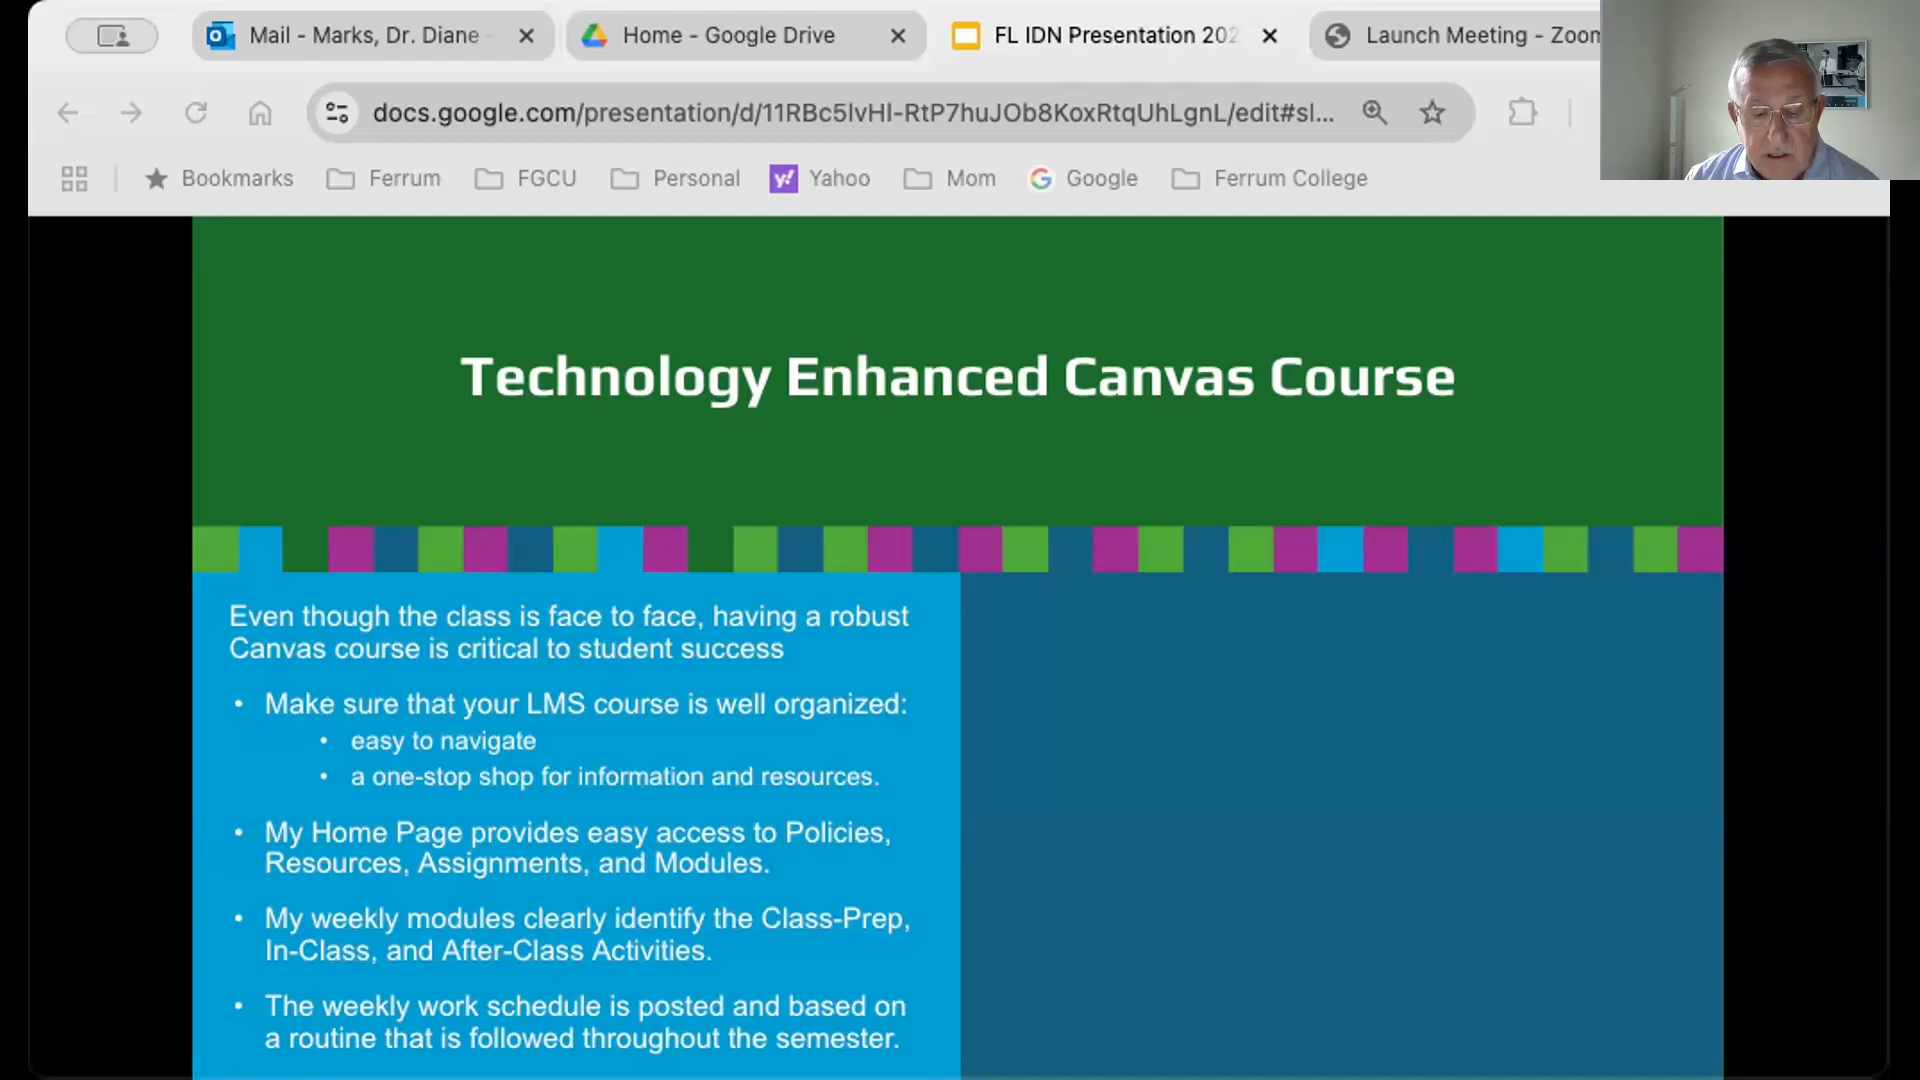 Mail - Marks, Dr. Diane -
Home - Google Drive
FL IDN Presentation 202
Launch Meeting - Zoom
docs.google.com/presentation/d/11RBc5lvHl-RtP7huJOb8KoxRtqUhLgnL/edit#sl...
Bookmarks
Ferrum
FGCU
Personal
Yahoo
Mom
Google
Ferrum College
Technology Enhanced Canvas Course
Even though the class is face to face, having a robust
Canvas course is critical to student success
• Make sure that your LMS course is well organized:
• easy to navigate
• a one-stop shop for information and resources.
• My Home Page provides easy access to Policies,
Resources, Assignments, and Modules.
• My weekly modules clearly identify the Class-Prep,
In-Class, and After-Class Activities.
• The weekly work schedule is posted and based on
a routine that is followed throughout the semester.